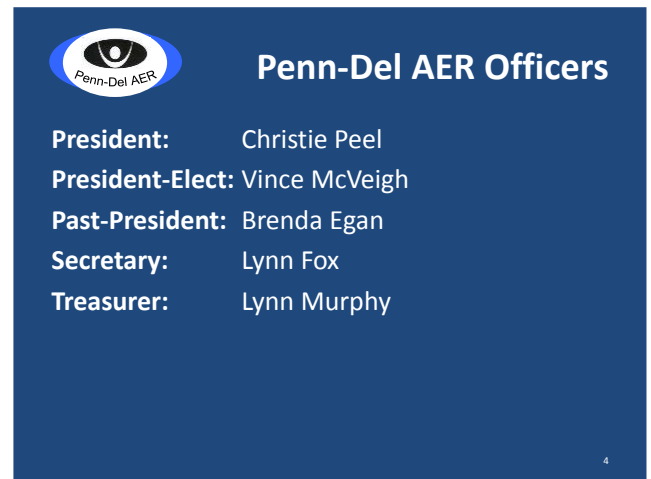 Penn-Del AER
Penn-Del AER Officers
President: Christie Peel
President-Elect: Vince McVeigh
Past-President: Brenda Egan
Secretary: Lynn Fox
Treasurer: Lynn Murphy
4